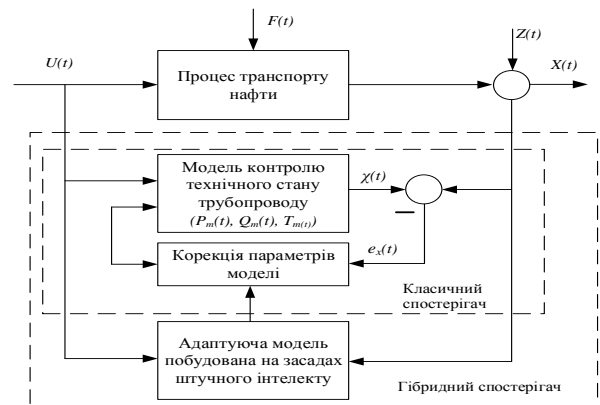 F(t)
Z(t)
U(t)
Процес транспорту
нафти
X(t)
Модель контролю
технічного стану
трубопроводу
(Pm(t), Qm(t), Tm(t))
χ(t)
Корекція параметрів
моделі
ex(t)
Класичний
спостерігач
Адаптуюча модель
побудована на засадах
штучного інтелекту
Гібридний спостерігач